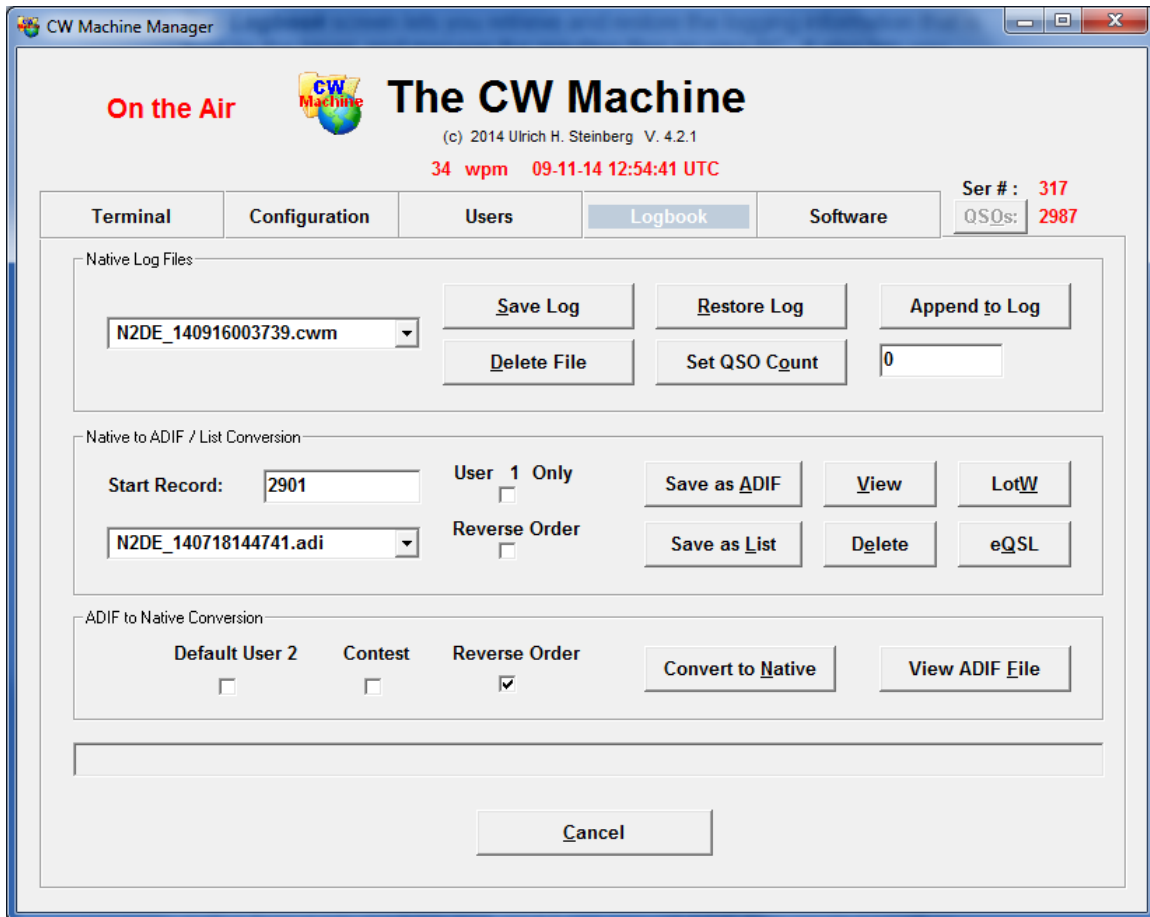 CW Machine Manager
On the Air
CW Machine
The CW Machine
(c) 2014 Ulrich H. Steinberg V. 4.2.1
34 wpm 09-11-14 12:54:41 UTC
Ser # : 317
Terminal Configuration Users Logbook Software QSOs: 2987
Native Log Files
N2DE_140916003739.cwm Save Log Restore Log Append to Log
Delete File Set QSO Count 0
Native to ADIF / List Conversion
Start Record: 2901 User 1 Only Save as ADIF View LotW
N2DE_140718144741.adi Reverse Order Save as List Delete eQSL
ADIF to Native Conversion
Default User 2 Contest Reverse Order Convert to Native View ADIF File
Cancel